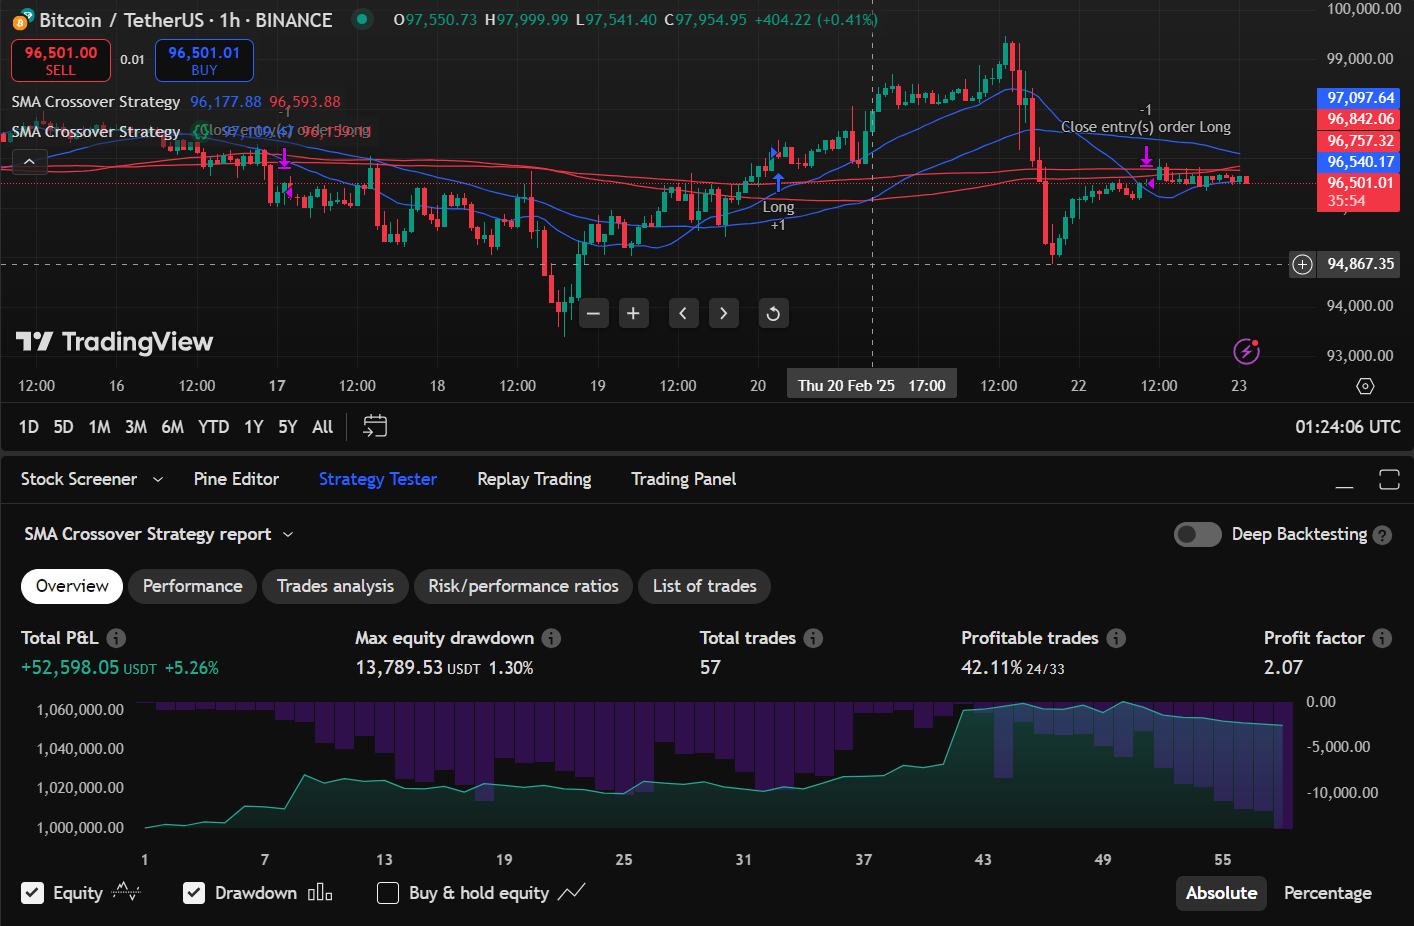 Bitcoin / TetherUS · 1h · BINANCE O97,550.73 H97,999.99 L97,541.40 C97,954.95 +404.22 (+0.41%)
96,501.00 SELL 0.01 96,501.01 BUY
SMA Crossover Strategy 96,177.88 96,593.88
-1
SMA Crossover Strategy 97,109.47 96,159.11
Close entry(s) order Long
Long
+1
-1
Close entry(s) order Long
100,000.00
99,000.00
97,097.64
96,842.06
96,757.32
96,540.17
96,501.01
35:54
94,867.35
94,000.00
93,000.00
TradingView
12:00 16 12:00 17 12:00 18 12:00 19 12:00 20 Thu 20 Feb '25 17:00 12:00 22 12:00 23
1D 5D 1M 3M 6M YTD 1Y 5Y All 01:24:06 UTC
Stock Screener Pine Editor Strategy Tester Replay Trading Trading Panel
SMA Crossover Strategy report Deep Backtesting ?
Overview Performance Trades analysis Risk/performance ratios List of trades
Total P&L Max equity drawdown Total trades Profitable trades Profit factor
+52,598.05 USDT +5.26% 13,789.53 USDT 1.30% 57 42.11% 24/33 2.07
1,060,000.00
1,040,000.00
1,020,000.00
1,000,000.00
0.00
-5,000.00
-10,000.00
1 7 13 19 25 31 37 43 49 55
Equity Drawdown Buy & hold equity Absolute Percentage